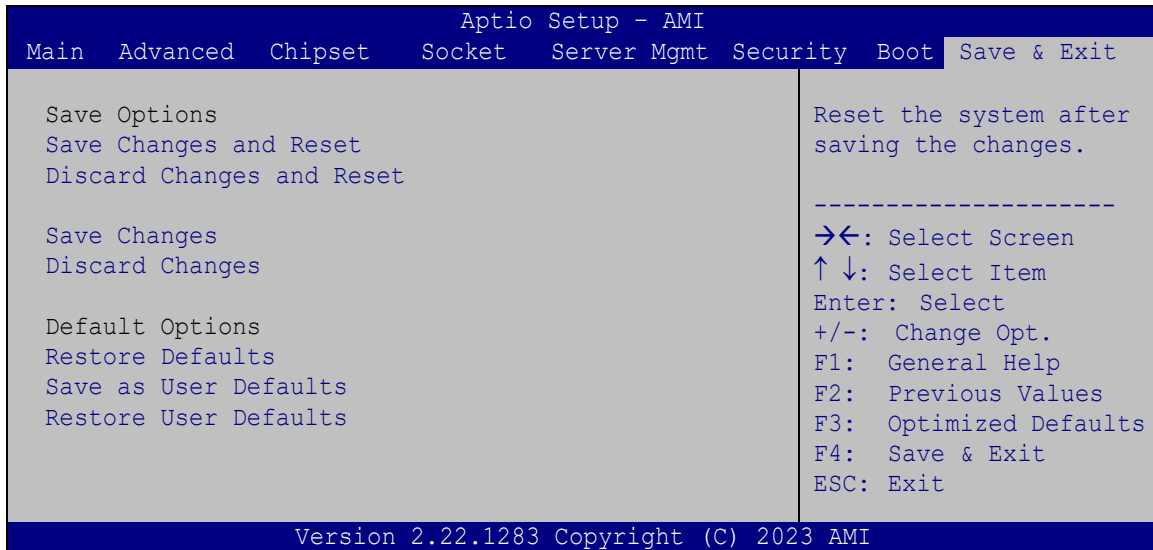 Aptio Setup – AMI
Main Advanced Chipset Socket Server Mgmt Security Boot Save & Exit
Save Options
Save Changes and Reset
Discard Changes and Reset
Save Changes
Discard Changes
Default Options
Restore Defaults
Save as User Defaults
Restore User Defaults
Reset the system after
saving the changes.
---------------------
→←: Select Screen
↑ ↓: Select Item
Enter: Select
+/-: Change Opt.
F1: General Help
F2: Previous Values
F3: Optimized Defaults
F4: Save & Exit
ESC: Exit
Version 2.22.1283 Copyright (C) 2023 AMI